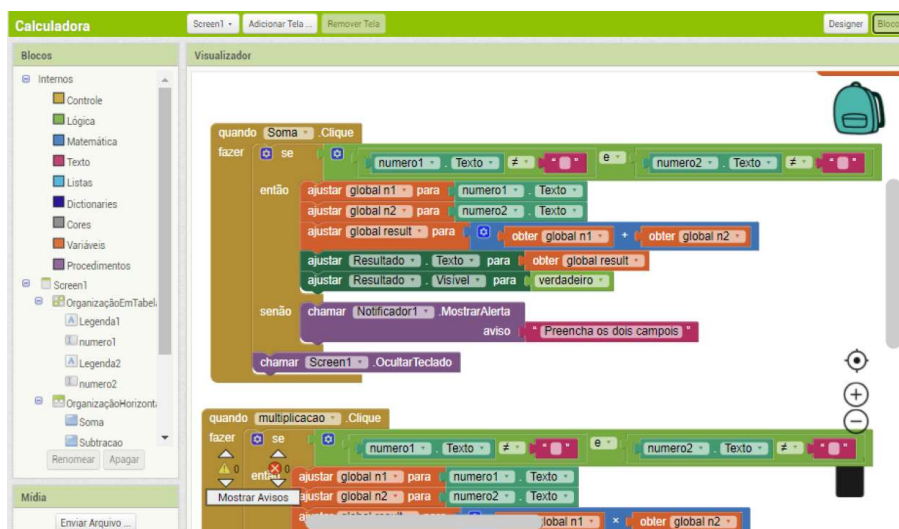 Calculadora
Screen1 Adicionar Tela ... Remover Tela Designer Bloco
Blocos
Visualizador
Internos
Controle
Lógica
Matemática
Texto
Listas
Dictionaries
Cores
Variáveis
Procedimentos
Screen1
OrganizaçãoEmTabel
Legenda1
numero1
Legenda2
numero2
OrganizaçãoHorizont
Soma
Subtracao
Renomear Apagar
Mídia
Enviar Arquivo ...
quando Soma .Clique
fazer se numero1 . Texto ≠ " " e numero2 . Texto ≠ " "
então ajustar global n1 para numero1 . Texto
ajustar global n2 para numero2 . Texto
ajustar global result para obter global n1 + obter global n2
ajustar Resultado . Texto para obter global result
ajustar Resultado . Visível para verdadeiro
senão chamar Notificador1 .MostrarAlerta
aviso " Preencha os dois campois "
chamar Screen1 .OcultarTeclado
quando multiplicacao .Clique
fazer se numero1 . Texto ≠ " " e numero2 . Texto ≠ " "
0 0
ajustar global n1 para numero1 . Texto
Mostrar Avisos ajustar global n2 para numero2 . Texto
global n1 × obter global n2